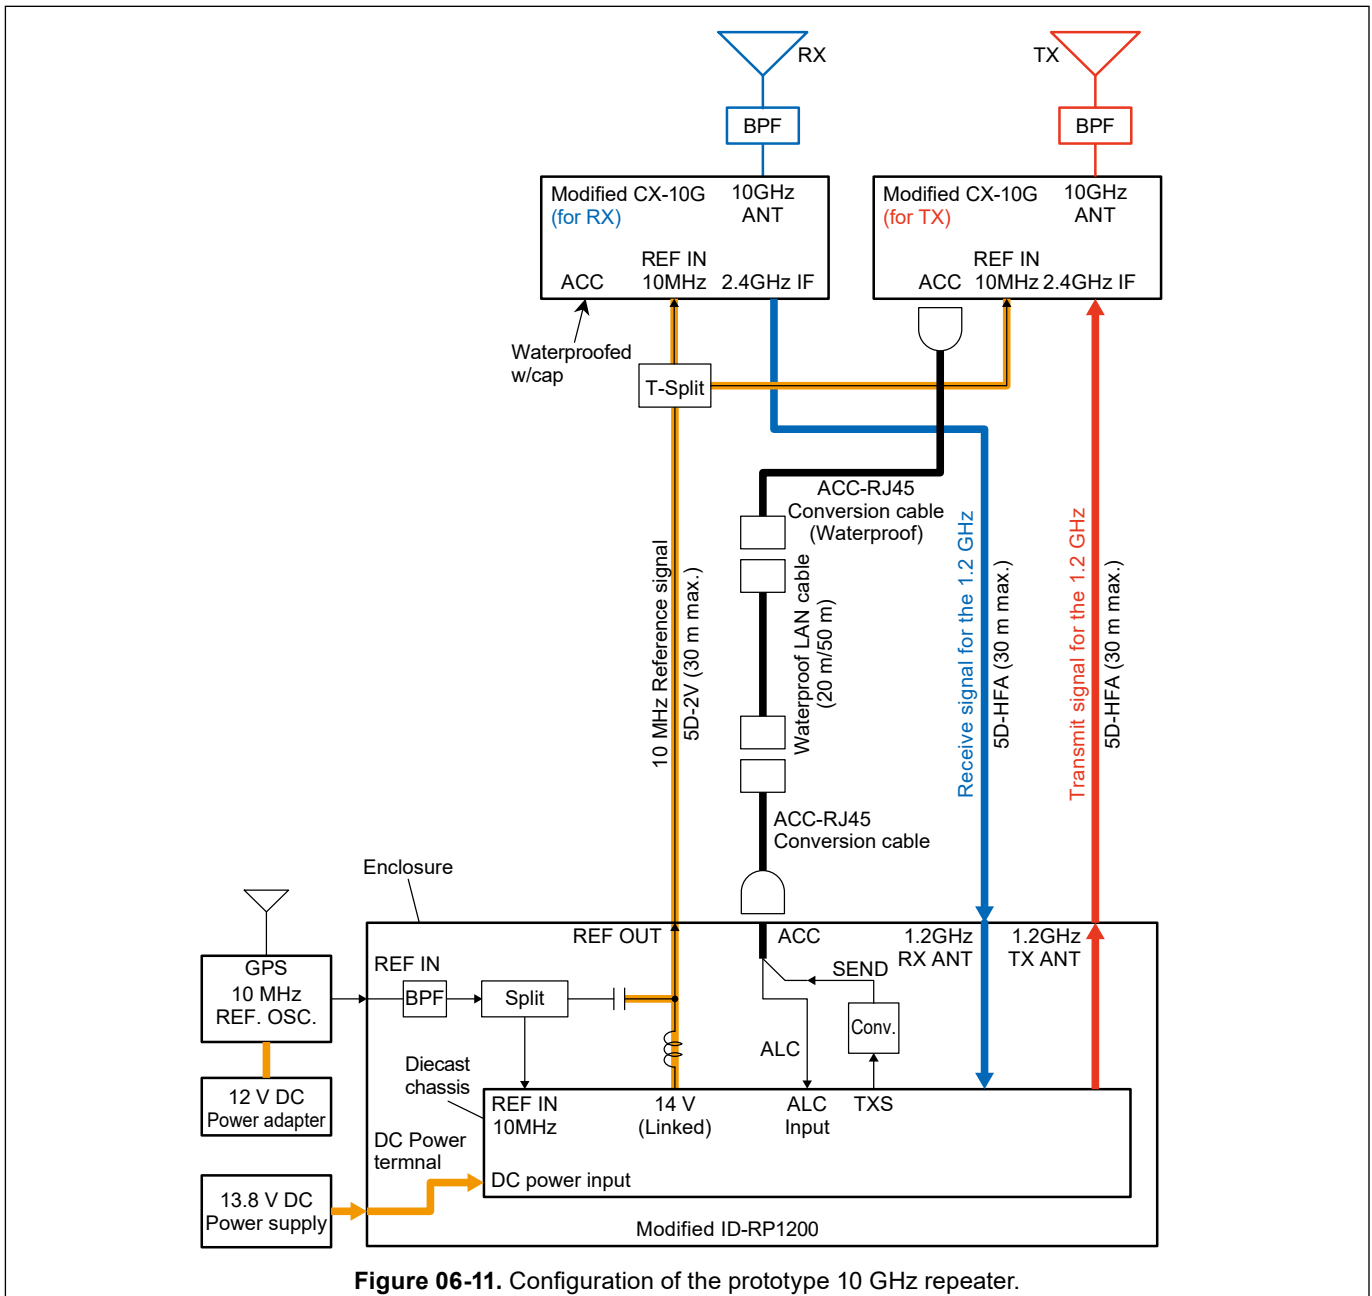 RX
TX
BPF
BPF
Modified CX-10G
(for RX)
10GHz
ANT
REF IN
10MHz
ACC
2.4GHz IF
Modified CX-10G
(for TX)
10GHz
ANT
REF IN
10MHz
ACC
2.4GHz IF
Waterproofed
w/cap
T-Split
ACC-RJ45
Conversion cable
(Waterproof)
10 MHz Reference signal
5D-2V (30 m max.)
Waterproof LAN cable
(20 m/50 m)
Receive signal for the 1.2 GHz
5D-HFA (30 m max.)
Transmit signal for the 1.2 GHz
5D-HFA (30 m max.)
ACC-RJ45
Conversion cable
Enclosure
REF OUT
ACC
1.2GHz
RX ANT
1.2GHz
TX ANT
GPS
10 MHz
REF. OSC.
REF IN
BPF
Split
SEND
Conv.
ALC
12 V DC
Power adapter
Diecast
chassis
REF IN
10MHz
14 V
(Linked)
ALC
Input
TXS
DC Power
termnal
DC power input
13.8 V DC
Power supply
Modified ID-RP1200
Figure 06-11. Configuration of the prototype 10 GHz repeater.